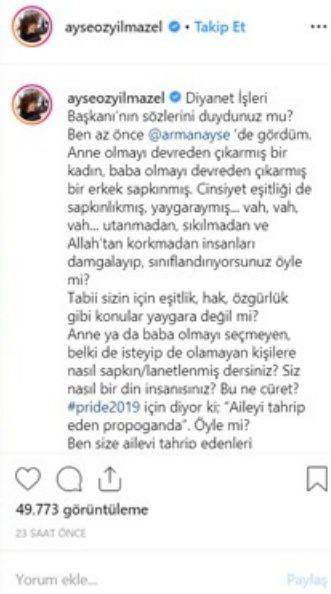 ayseozyilmazel • Takip Et
ayseozyilmazel Diyanet İşleri
Başkanı'nın sözlerini duydunuz mu?
Ben az önce @armanayse 'de gördüm.
Anne olmayı devreden çıkarmış bir
kadın, baba olmayı devreden çıkarmış
bir erkek sapkınmış. Cinsiyet eşitliği de
sapkınlıkmış, yaygaraymış... vah, vah,
vah... utanmadan, sıkılmadan ve
Allah'tan korkmadan insanları
damgalayıp, sınıflandırıyorsunuz öyle
mi?
Tabii sizin için eşitlik, hak, özgürlük
gibi konular yaygara değil mi?
Anne ya da baba olmayı seçmeyen,
belki de isteyip de olamayan kişilere
nasıl sapkın/lanetlenmiş dersiniz? Siz
nasıl bir din insanısınız? Bu ne cüret?
#pride2019 için diyor ki; "Aileyi tahrip
eden propoganda". Öyle mi?
Ben size aileyi tahrip edenleri
49.773 görüntüleme
23 SAAT ÖNCE
Yorum ekle... Paylaş